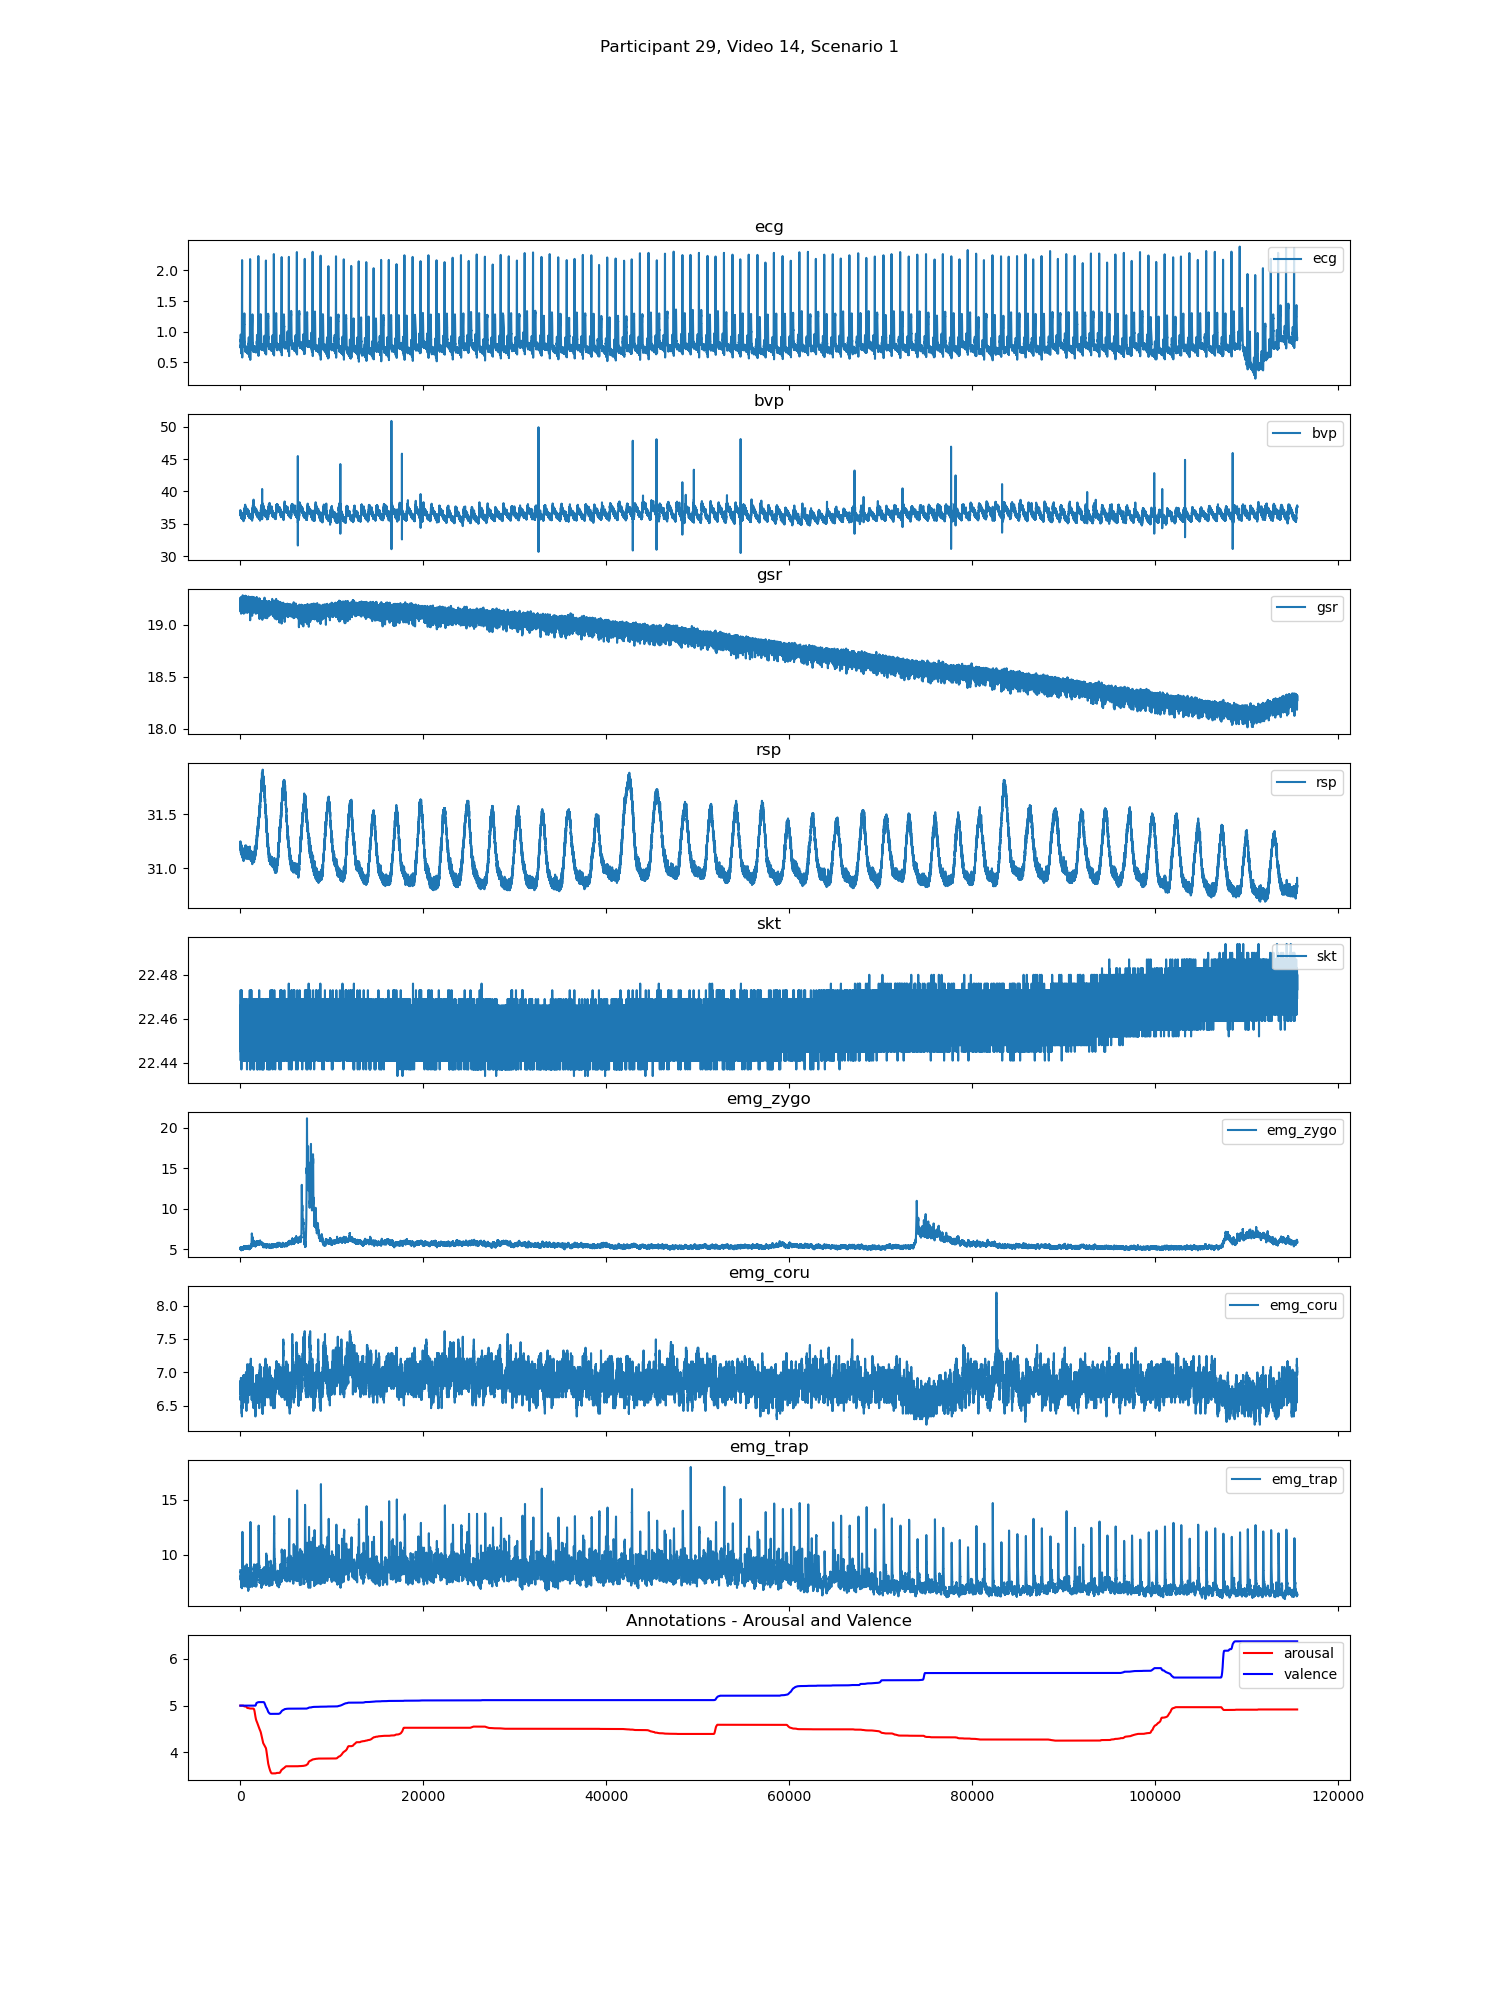 Participant 29, Video 14, Scenario 1
ecg
2.0
1.5
1.0
0.5
ecg
bvp
50
45
40
35
30
bvp
gsr
19.0
18.5
18.0
gsr
rsp
31.5
31.0
rsp
skt
22.48
22.46
22.44
skt
emg_zygo
20
15
10
5
emg_zygo
emg_coru
8.0
7.5
7.0
6.5
emg_coru
emg_trap
15
10
emg_trap
Annotations - Arousal and Valence
6
5
4
arousal
valence
0 20000 40000 60000 80000 100000 120000